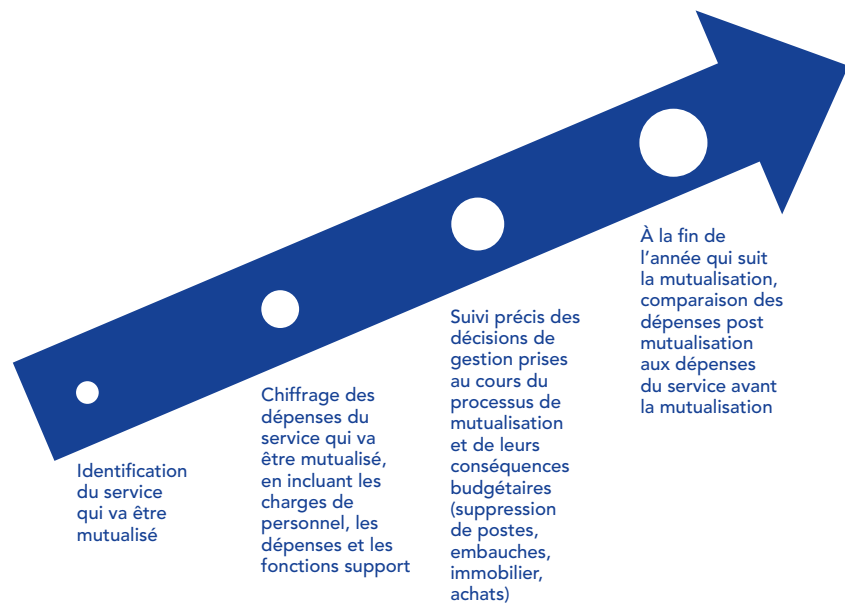 Identification
du service
qui va être
mutualisé
Chiffrage des
dépenses du
service qui va
être mutualisé,
en incluant les
charges de
personnel, les
dépenses et les
fonctions support
Suivi précis des
décisions de
gestion prises
au cours du
processus de
mutualisation
et de leurs
conséquences
budgétaires
(suppression
de postes,
embauches,
immobilier,
achats)
À la fin de
l'année qui suit
la mutualisation,
comparaison des
dépenses post
mutualisation
aux dépenses
du service avant
la mutualisation